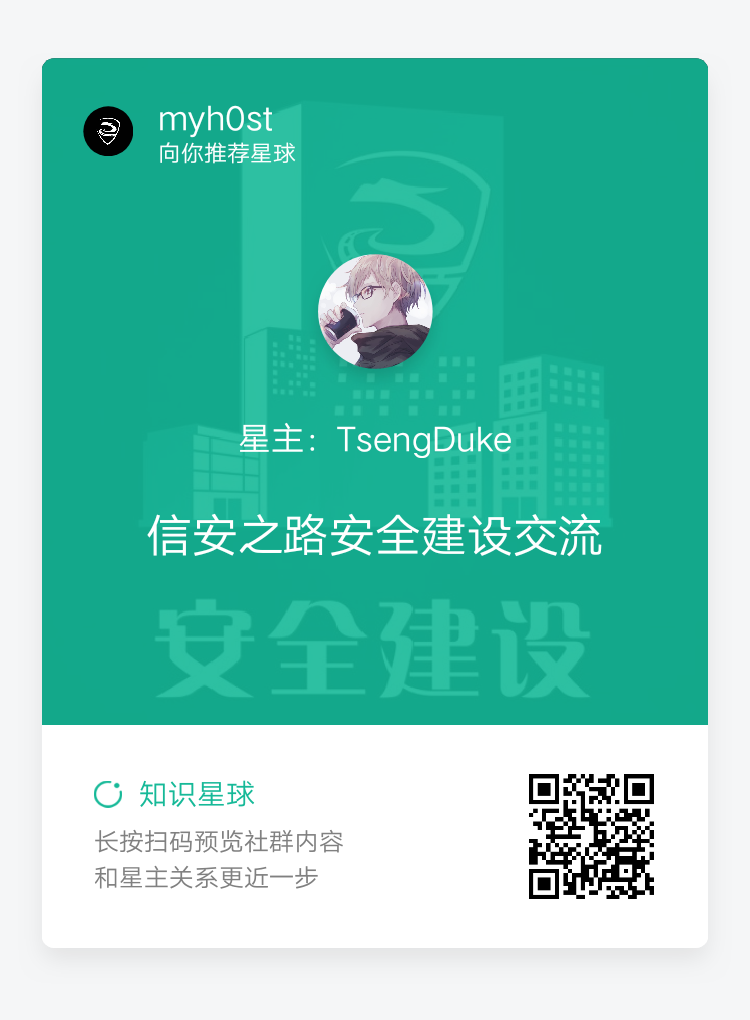 myh0st
向你推荐星球
星主：TsengDuke
信安之路安全建设交流
安全建设
知识星球
长按扫码预览社群内容
和星主关系更近一步